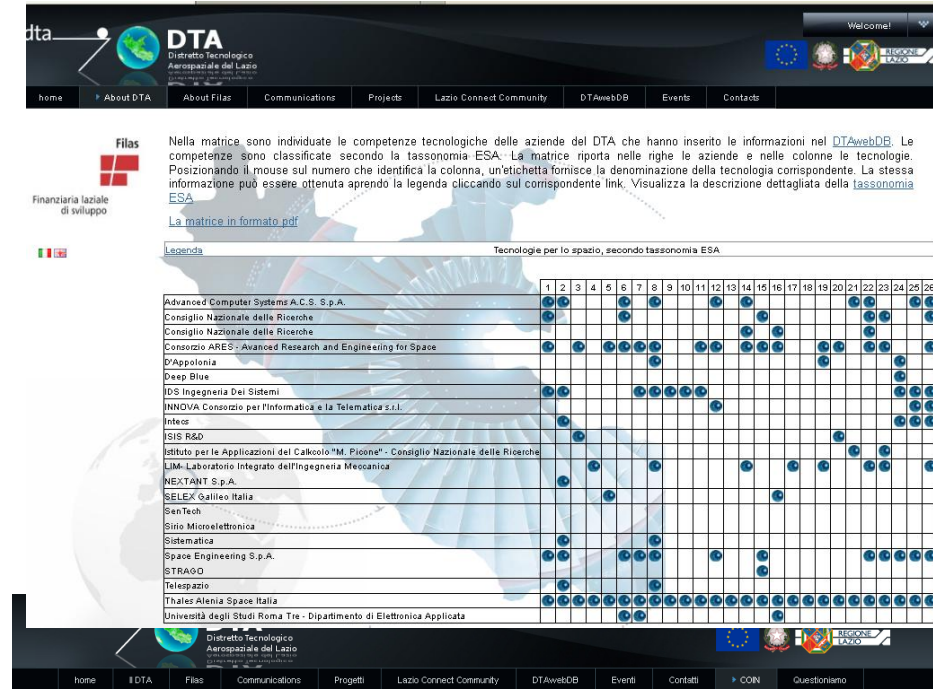 dta
DTA
Distretto Tecnologico
Aerospaziale del Lazio
Welcome!
REGIONE
LAZIO
home About DTA About Filas Communications Projects Lazio Connect Community DTAwebDB Events Contacts
Filas
Finanziaria laziale
di sviluppo
Nella matrice sono individuate le competenze tecnologiche delle aziende del DTA che hanno inserito le informazioni nel DTAwebDB. Le
competenze sono classificate secondo la tassonomia ESA. La matrice riporta nelle righe le aziende e nelle colonne le tecnologie.
Posizionando il mouse sul numero che identifica la colonna, un'etichetta fornisce la denominazione della tecnologia corrispondente. La stessa
informazione può essere ottenuta aprendo la legenda cliccando sul corrispondente link. Visualizza la descrizione dettagliata della tassonomia
ESA
La matrice in formato pdf
Legenda Tecnologie per lo spazio, secondo tassonomia ESA
1 2 3 4 5 6 7 8 9 10 11 12 13 14 15 16 17 18 19 20 21 22 23 24 25 26
Advanced Computer Systems A.C.S. S.p.A.
Consiglio Nazionale delle Ricerche
Consiglio Nazionale delle Ricerche
Consorzio ARES - Avanced Research and Engineering for Space
D'Appolonia
Deep Blue
IDS Ingegneria Dei Sistemi
INNOVA Consorzio per l'Informatica e la Telematica s.r.l.
Intecs
ISIS R&D
Istituto per le Applicazioni del Calkcolo "M. Picone" - Consiglio Nazionale delle Ricerche
LIM- Laboratorio Integrato dell'Ingegneria Meccanica
NEXTANT S.p.A.
SELEX Galileo Italia
SenTech
Sirio Microelettronica
Sistematica
Space Engineering S.p.A.
STRAGO
Telespazio
Thales Alenia Space Italia
Università degli Studi Roma Tre - Dipartimento di Elettronica Applicata
Distretto Tecnologico
Aerospaziale del Lazio
REGIONE
LAZIO
home Il DTA Filas Communications Progetti Lazio Connect Community DTAwebDB Eventi Contatti COIN Questioniamo